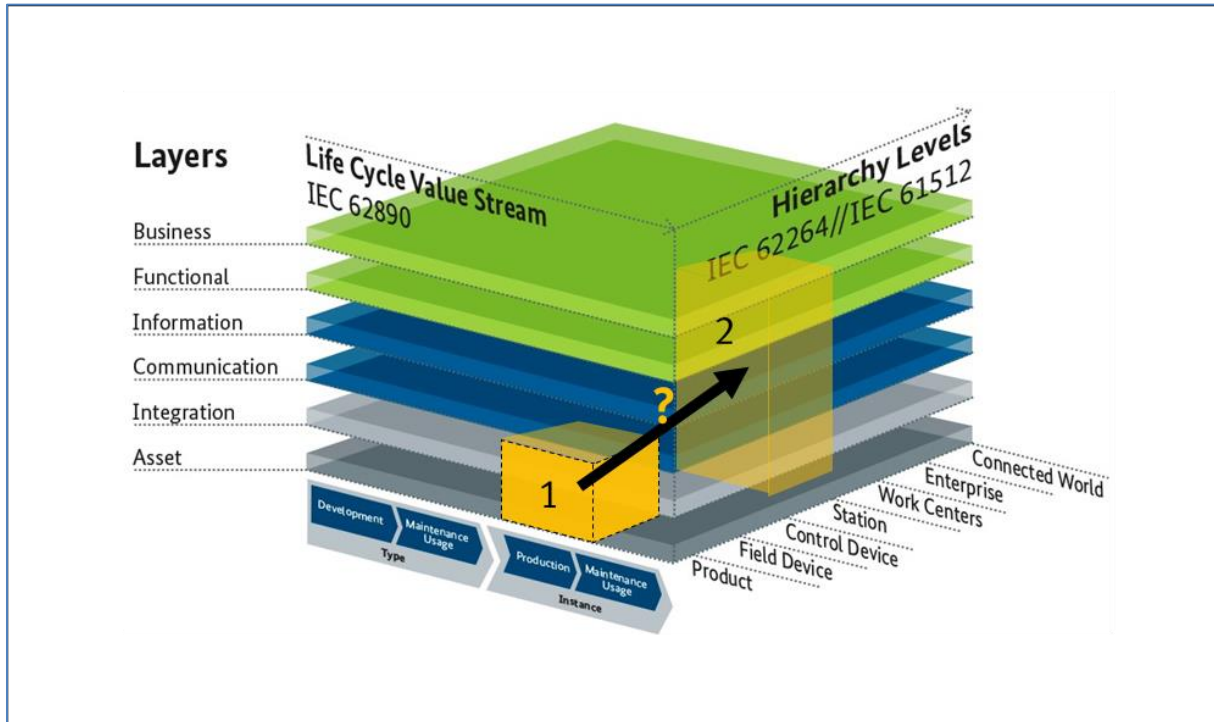 Layers
Life Cycle Value Stream
IEC 62890
Hierarchy Levels
IEC 62264//IEC 61512
Business
Functional
Information
Communication
Integration
Asset
2
?
1
Development
Maintenance
Usage
Type
Production
Maintenance
Usage
Instance
Connected World
Enterprise
Work Centers
Station
Control Device
Field Device
Product